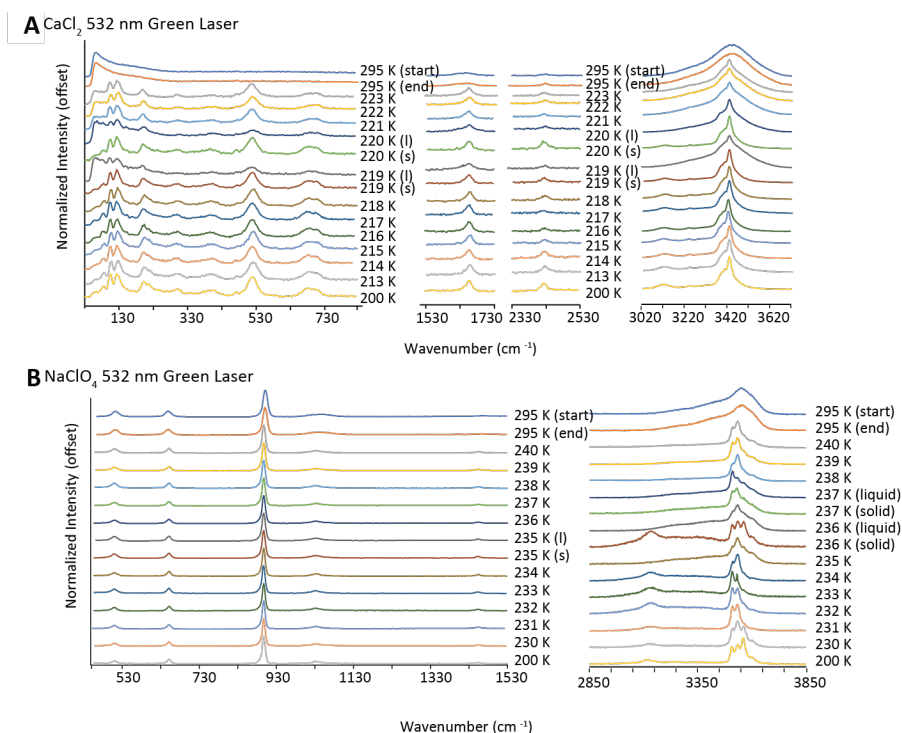 A CaCl2 532 nm Green Laser
Normalized Intensity (offset)
295 K (start)
295 K (end)
223 K
222 K
221 K
220 K (l)
220 K (s)
219 K (l)
219 K (s)
218 K
217 K
216 K
215 K
214 K
213 K
200 K
295 K (start)
295 K (end)
223 K
222 K
221 K
220 K (l)
220 K (s)
219 K (l)
219 K (s)
218 K
217 K
216 K
215 K
214 K
213 K
200 K
130 330 530 730 1530 1730 2330 2530 3020 3220 3420 3620
Wavenumber (cm -1)
B NaClO4 532 nm Green Laser
Normalized Intensity (offset)
295 K (start)
295 K (end)
240 K
239 K
238 K
237 K
236 K
235 K (l)
235 K (s)
234 K
233 K
232 K
231 K
230 K
200 K
295 K (start)
295 K (end)
240 K
239 K
238 K
237 K (liquid)
237 K (solid)
236 K (liquid)
236 K (solid)
235 K
234 K
233 K
232 K
231 K
230 K
200 K
530 730 930 1130 1330 1530 2850 3350 3850
Wavenumber (cm -1)